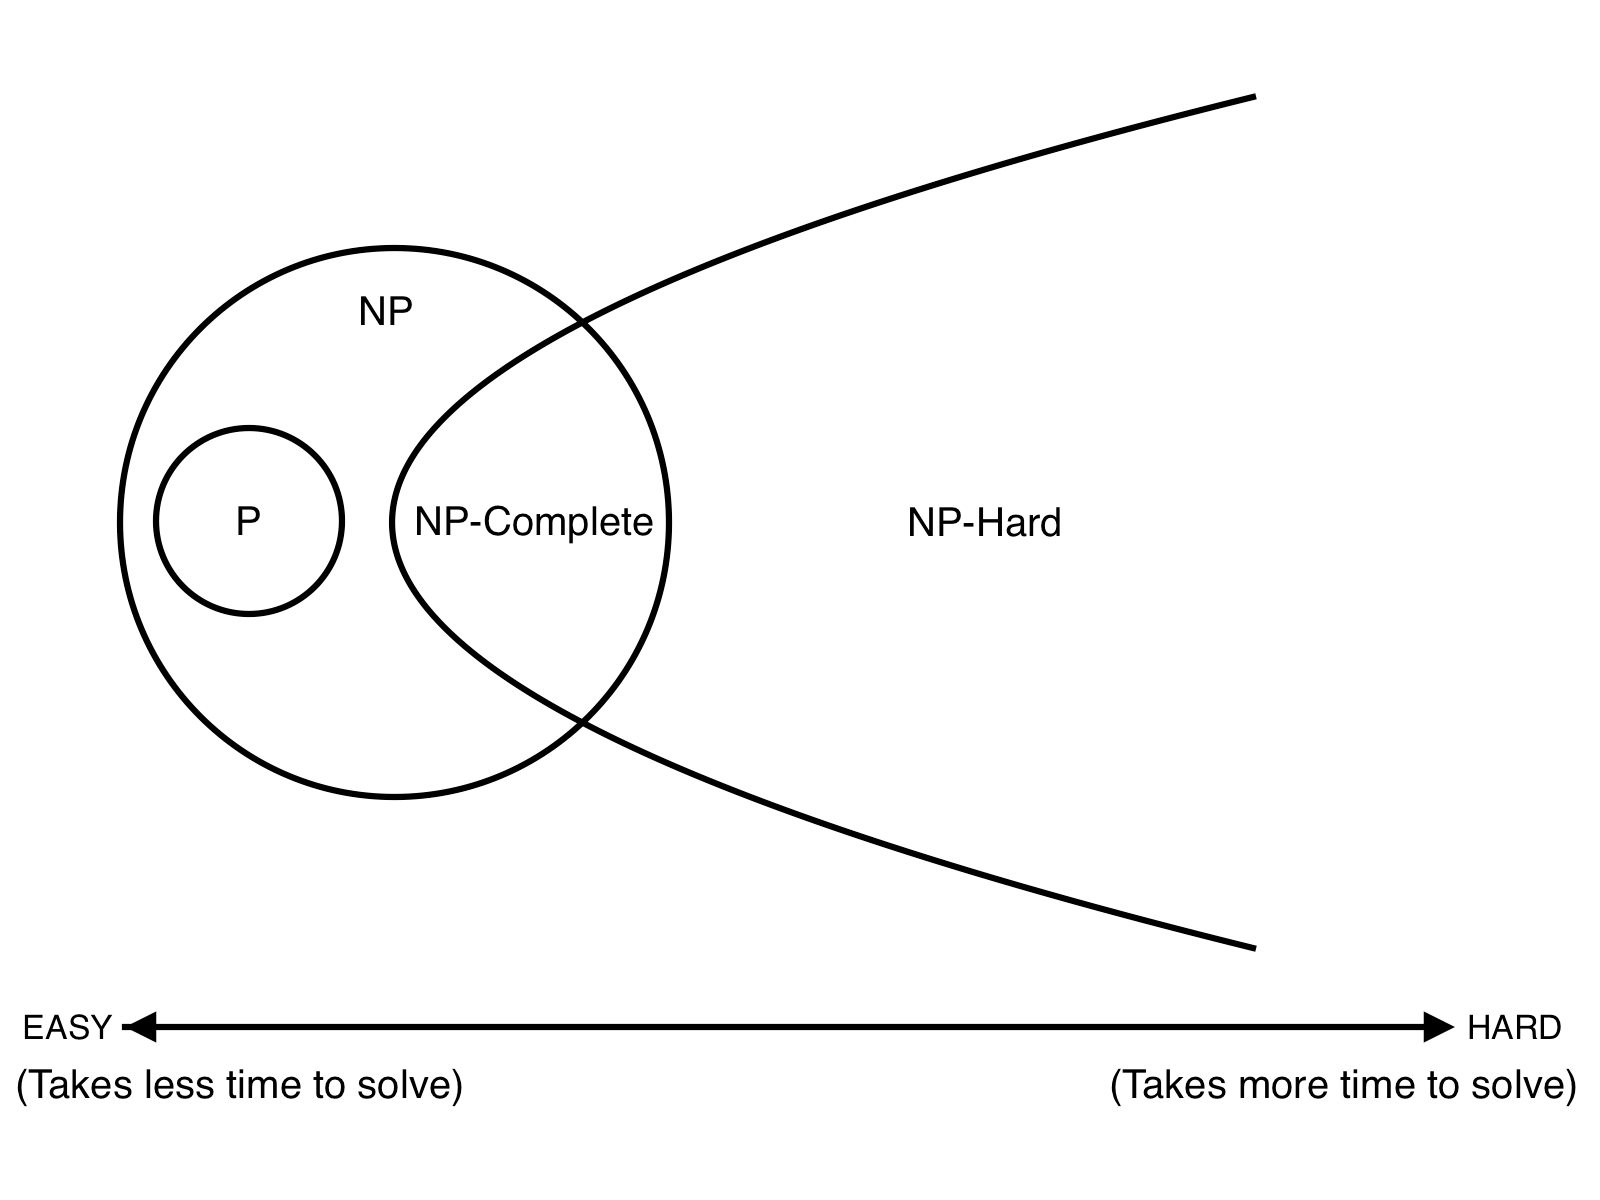 NP
P
NP-Complete
NP-Hard
EASY
HARD
(Takes less time to solve)
(Takes more time to solve)